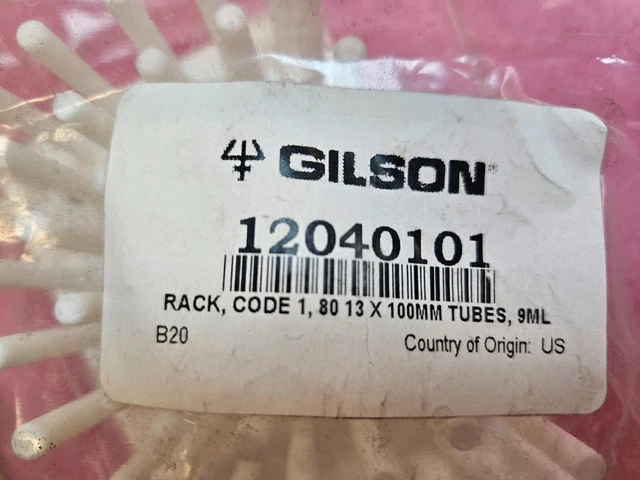 GILSON
12040101
RACK, CODE 1, 80 13 X 100MM TUBES, 9ML
B20
Country of Origin: US